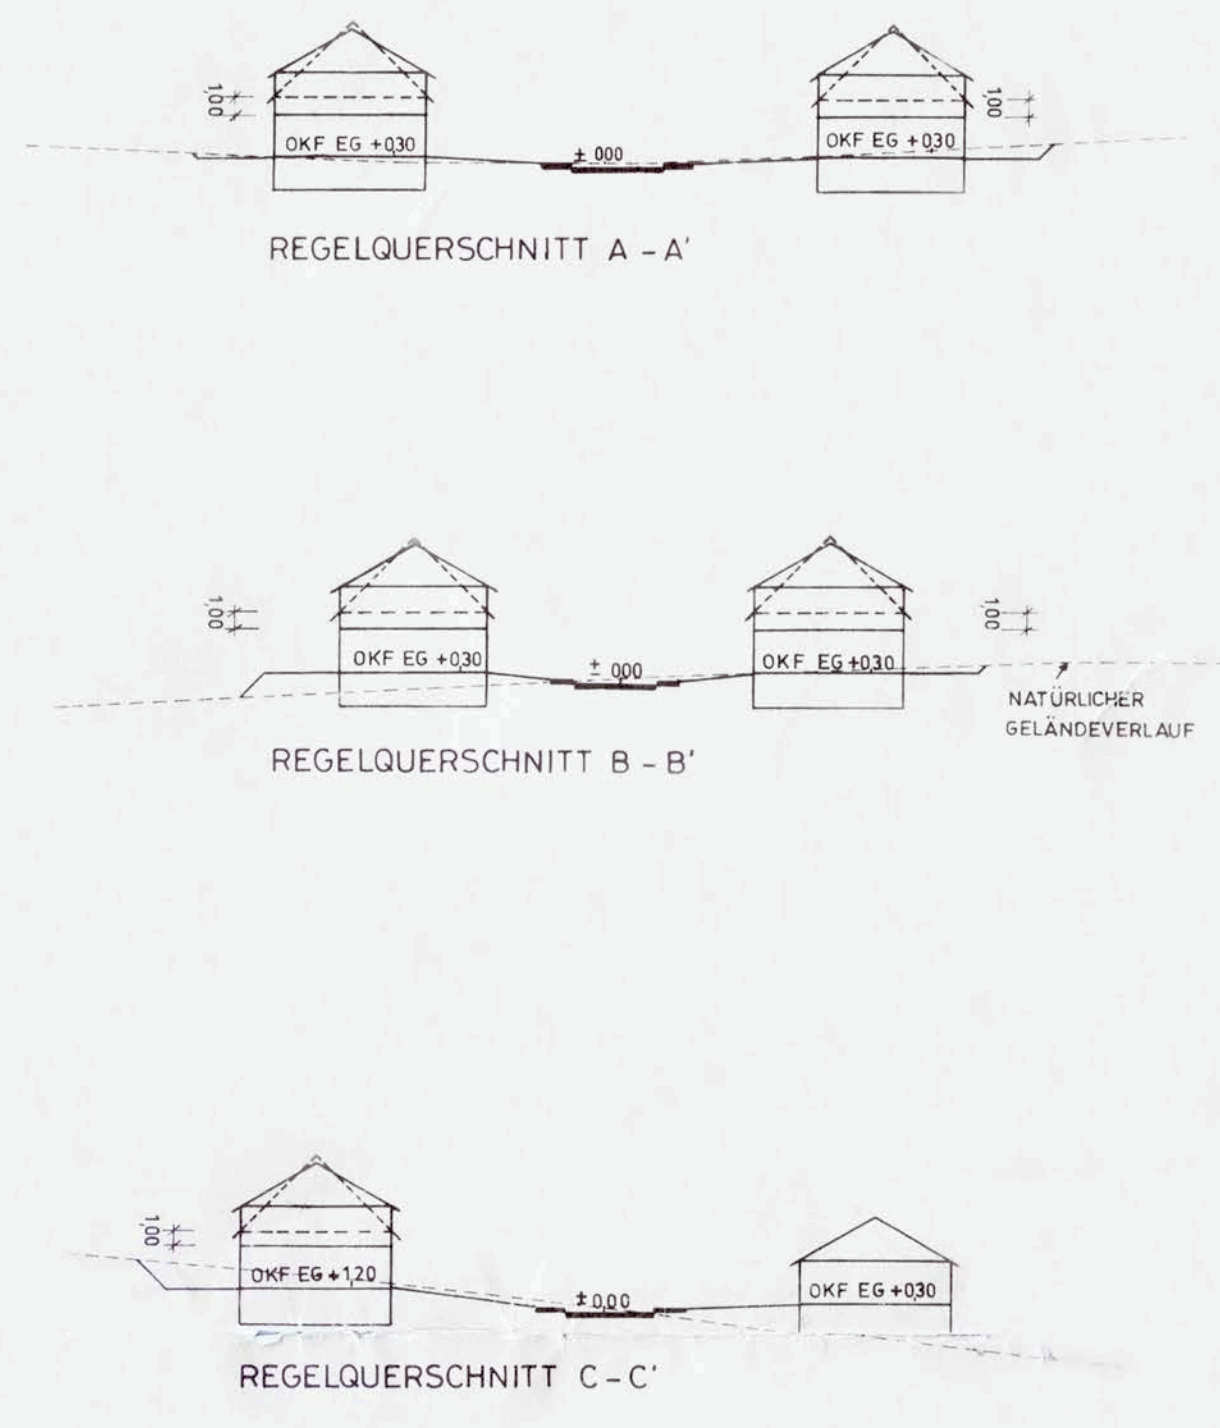 1,00
OKF EG +0,30
± 0,00
OKF EG +0,30
1,00
REGELQUERSCHNITT A – A'
1,00
OKF EG +0,30
± 0,00
OKF EG +0,30
1,00
NATÜRLICHER
GELÄNDEVERLAUF
REGELQUERSCHNITT B – B'
1,00
OKF EG +1,20
± 0,00
OKF EG +0,30
REGELQUERSCHNITT C – C'